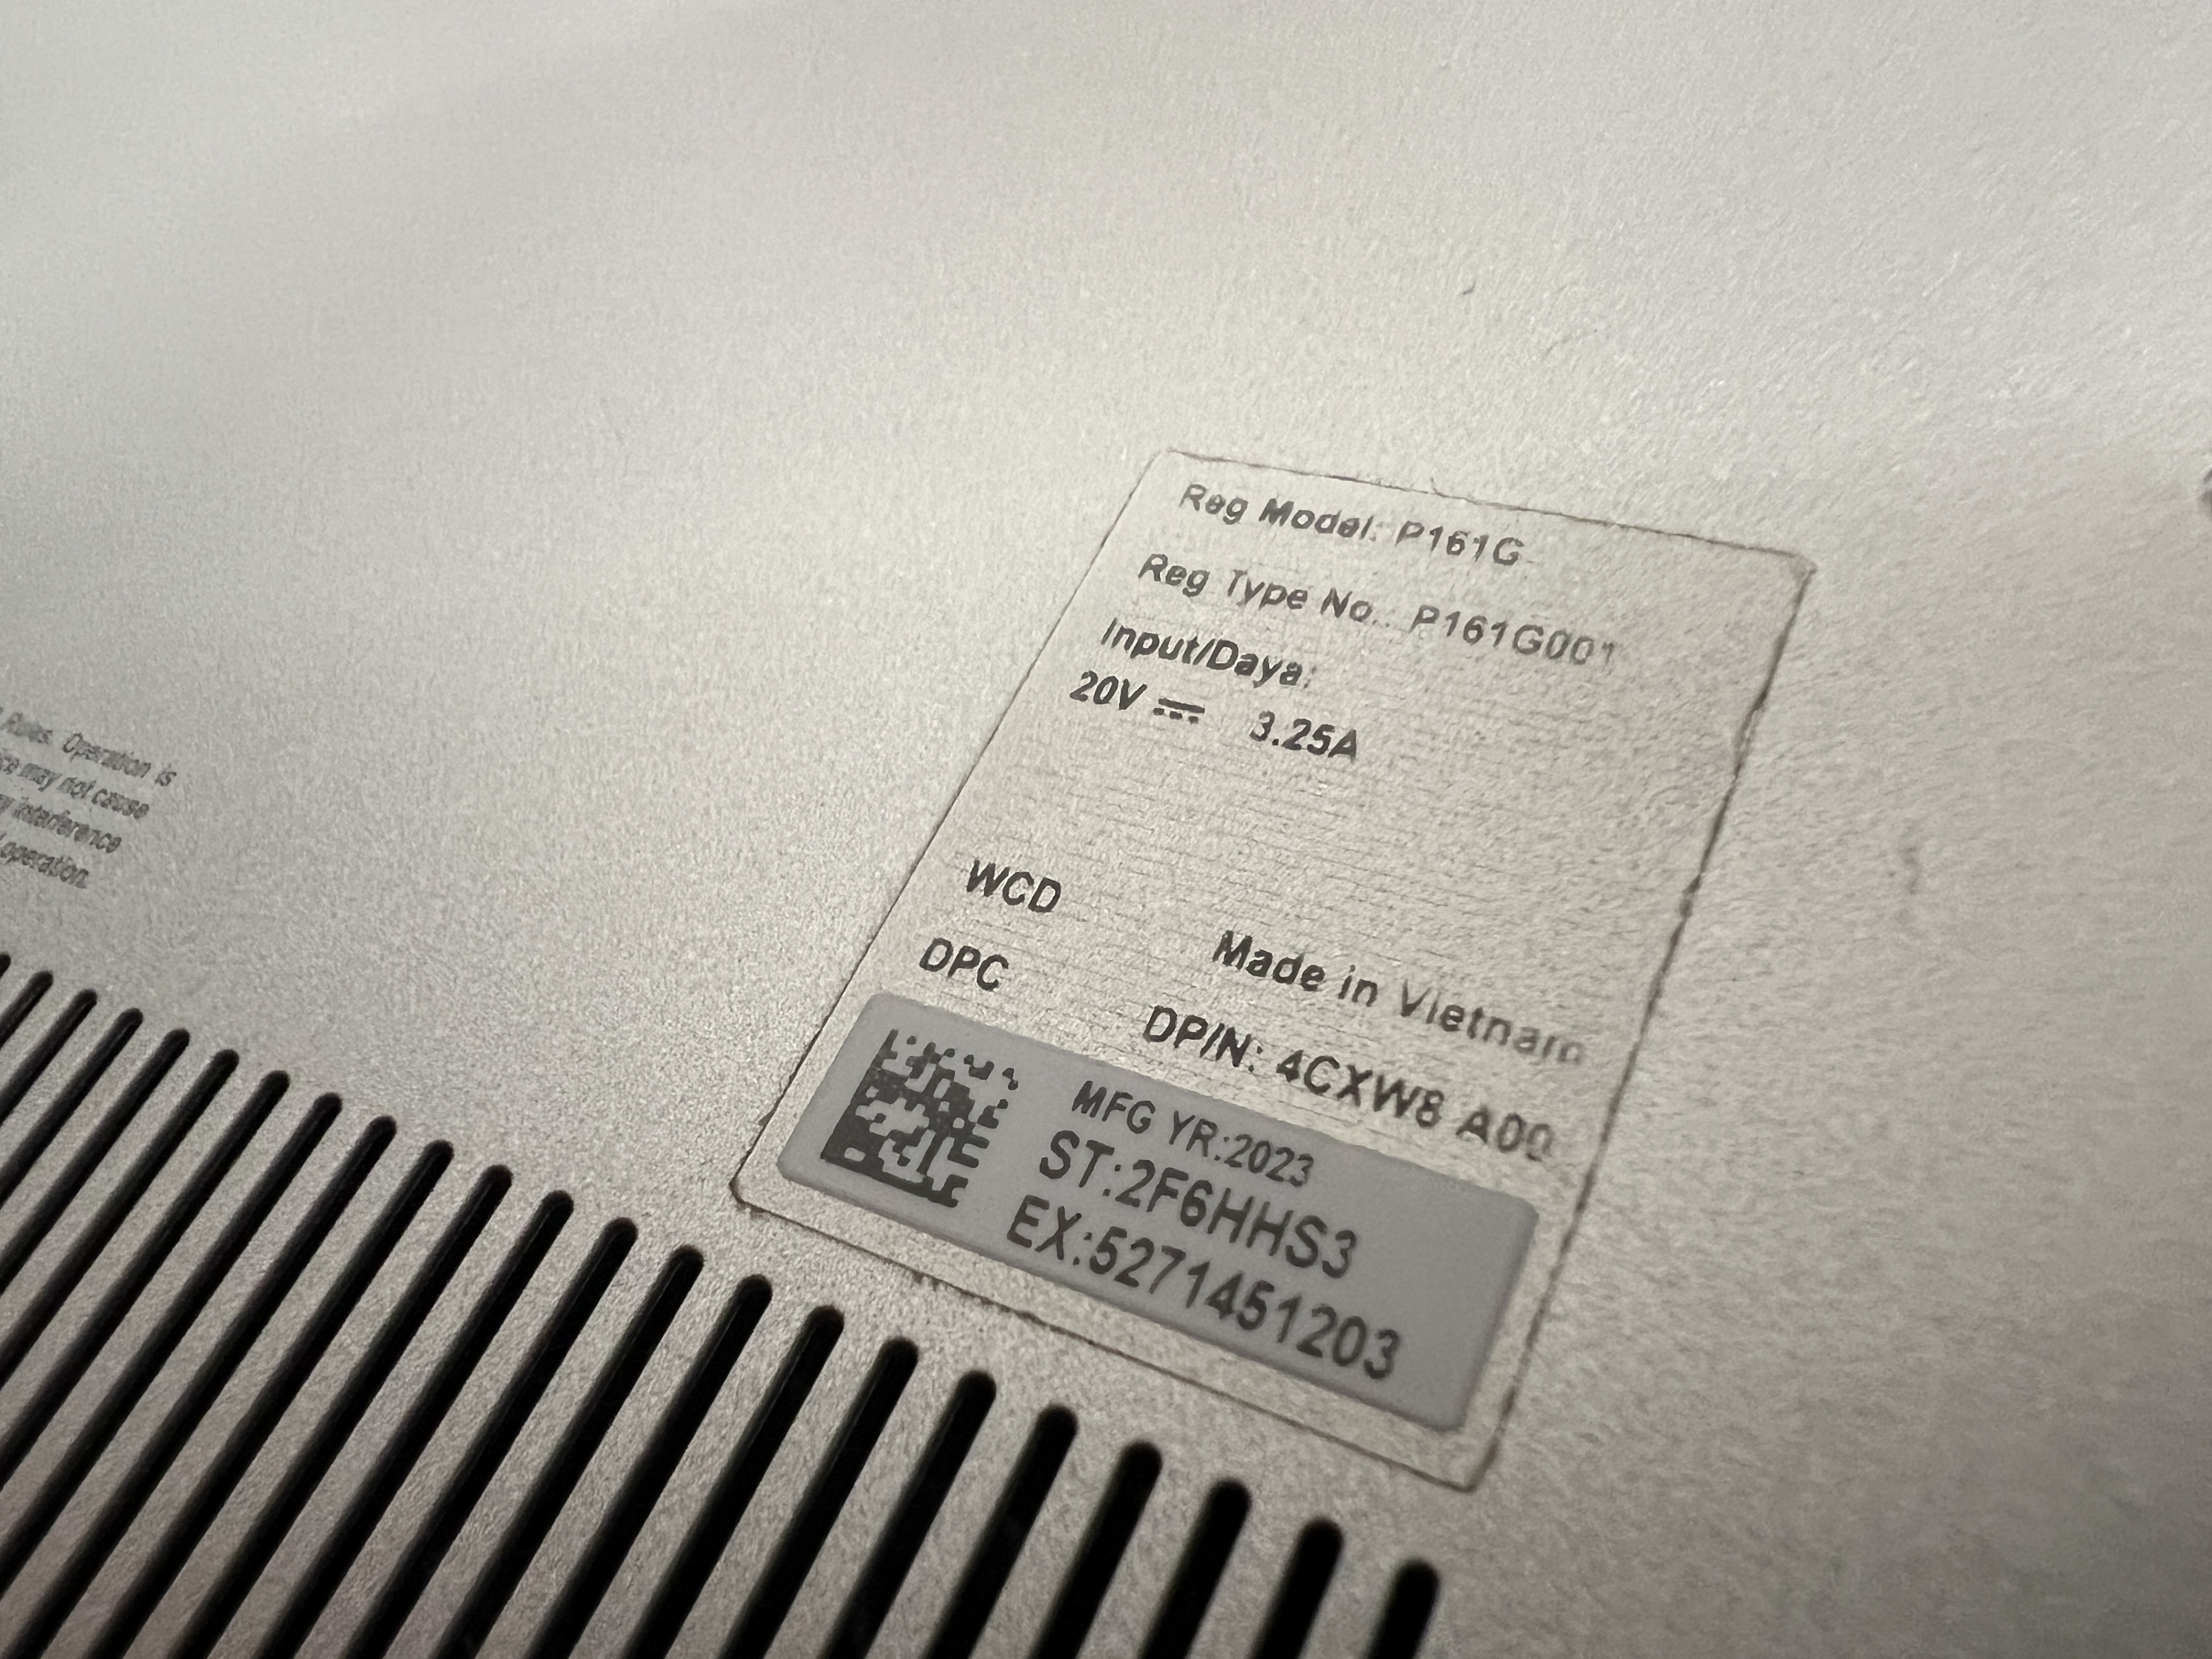 Rules. Operation is
may not cause
interference
operation.
Reg Model: P161G
Reg Type No.: P161G001
Input/Daya:
20V ⎓ 3.25A
WCD
DPC
Made in Vietnam
DP/N: 4CXW8 A00
MFG YR:2023
ST:2F6HHS3
EX:5271451203